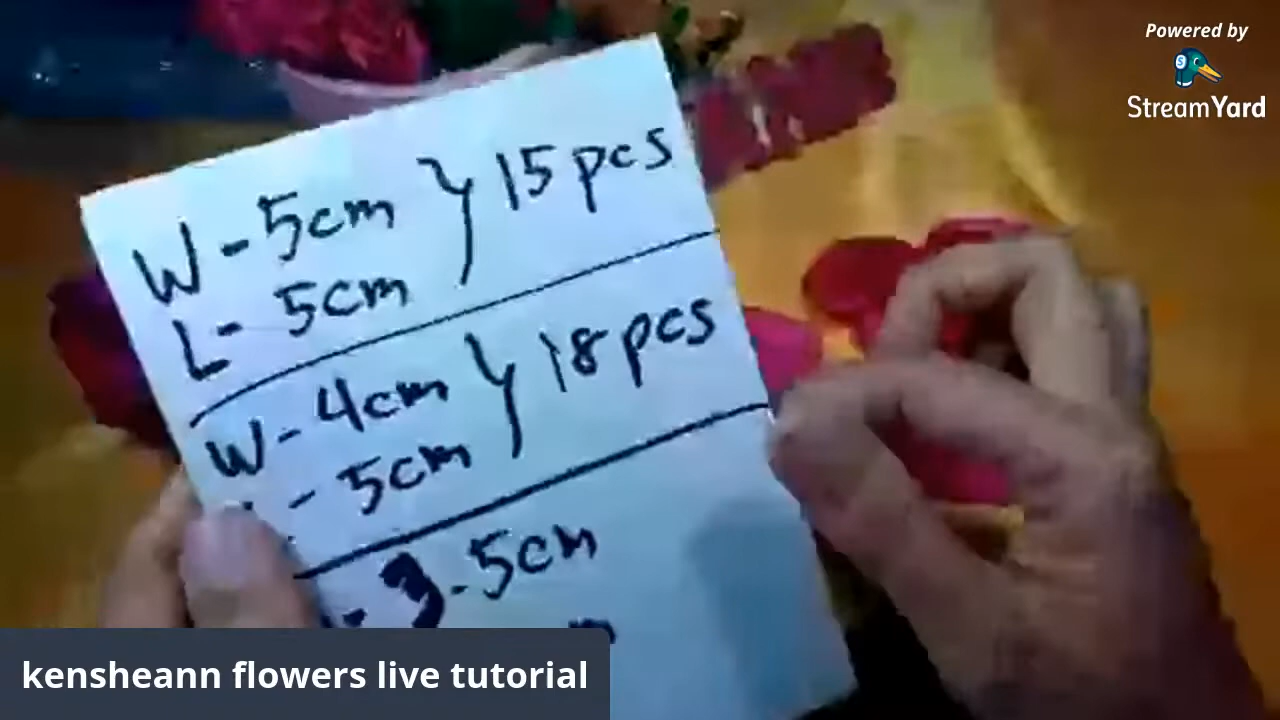 Powered by
StreamYard
W - 5cm } 15 pcs
L - 5cm
W - 4cm } 18 pcs
- 5cm
- 3.5cm
kensheann flowers live tutorial